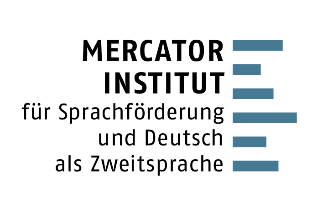 MERCATOR
INSTITUT
für Sprachförderung
und Deutsch
als Zweitsprache